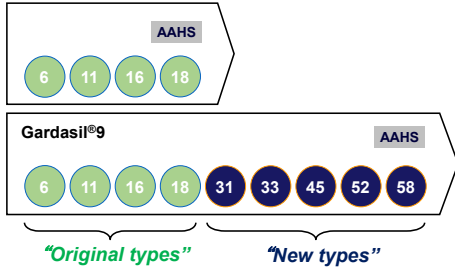 AAHS
6 11 16 18
Gardasil®9
AAHS
6 11 16 18 31 33 45 52 58
“Original types” “New types”